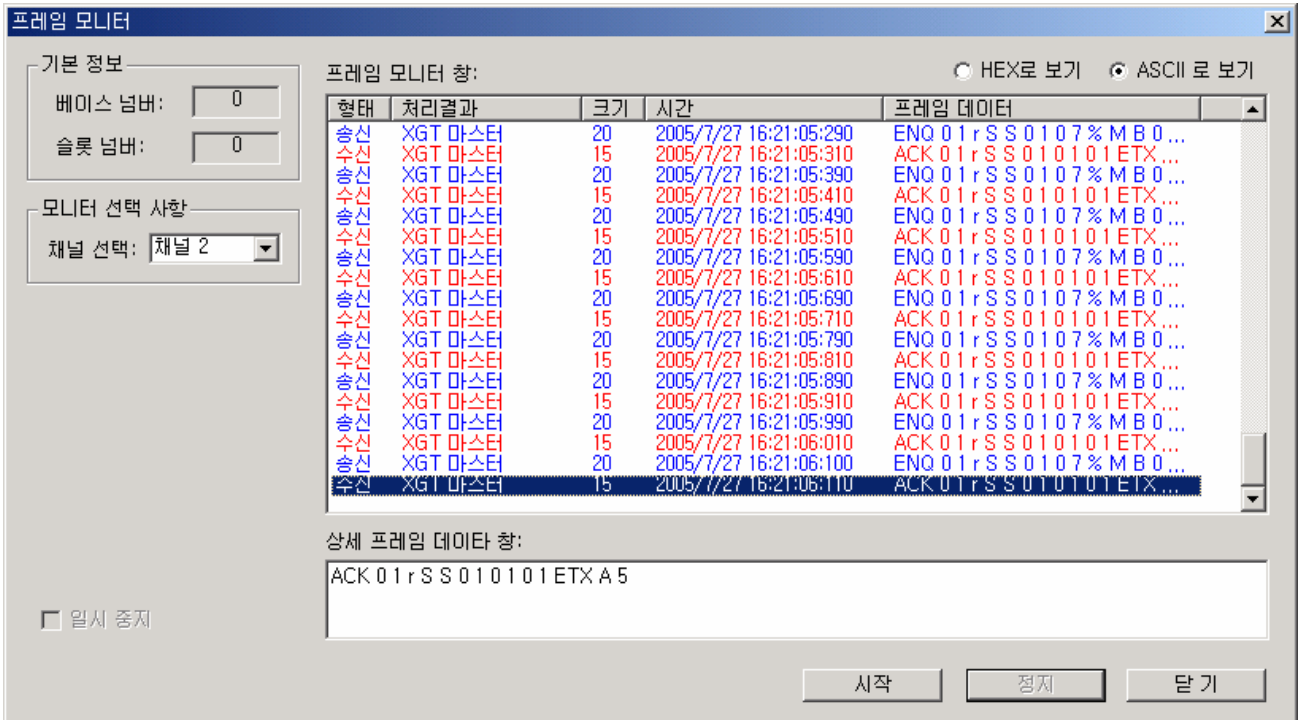 프레임 모니터
기본 정보
베이스 넘버: 0
슬롯 넘버: 0
모니터 선택 사항
채널 선택: 채널 2
일시 중지
프레임 모니터 창:
HEX로 보기 ASCII 로 보기
형태 처리결과 크기 시간 프레임 데이터
송신 XGT 마스터 20 2005/7/27 16:21:05:290 ENQ 0 1 r S S 0 1 0 7 % M B 0 ...
수신 XGT 마스터 15 2005/7/27 16:21:05:310 ACK 0 1 r S S 0 1 0 1 0 1 ETX ...
송신 XGT 마스터 20 2005/7/27 16:21:05:390 ENQ 0 1 r S S 0 1 0 7 % M B 0 ...
수신 XGT 마스터 15 2005/7/27 16:21:05:410 ACK 0 1 r S S 0 1 0 1 0 1 ETX ...
송신 XGT 마스터 20 2005/7/27 16:21:05:490 ENQ 0 1 r S S 0 1 0 7 % M B 0 ...
수신 XGT 마스터 15 2005/7/27 16:21:05:510 ACK 0 1 r S S 0 1 0 1 0 1 ETX ...
송신 XGT 마스터 20 2005/7/27 16:21:05:590 ENQ 0 1 r S S 0 1 0 7 % M B 0 ...
수신 XGT 마스터 15 2005/7/27 16:21:05:610 ACK 0 1 r S S 0 1 0 1 0 1 ETX ...
송신 XGT 마스터 20 2005/7/27 16:21:05:690 ENQ 0 1 r S S 0 1 0 7 % M B 0 ...
수신 XGT 마스터 15 2005/7/27 16:21:05:710 ACK 0 1 r S S 0 1 0 1 0 1 ETX ...
송신 XGT 마스터 20 2005/7/27 16:21:05:790 ENQ 0 1 r S S 0 1 0 7 % M B 0 ...
수신 XGT 마스터 15 2005/7/27 16:21:05:810 ACK 0 1 r S S 0 1 0 1 0 1 ETX ...
송신 XGT 마스터 20 2005/7/27 16:21:05:890 ENQ 0 1 r S S 0 1 0 7 % M B 0 ...
수신 XGT 마스터 15 2005/7/27 16:21:05:910 ACK 0 1 r S S 0 1 0 1 0 1 ETX ...
송신 XGT 마스터 20 2005/7/27 16:21:05:990 ENQ 0 1 r S S 0 1 0 7 % M B 0 ...
수신 XGT 마스터 15 2005/7/27 16:21:06:010 ACK 0 1 r S S 0 1 0 1 0 1 ETX ...
송신 XGT 마스터 20 2005/7/27 16:21:06:100 ENQ 0 1 r S S 0 1 0 7 % M B 0 ...
수신 XGT 마스터 15 2005/7/27 16:21:06:110 ACK 0 1 r S S 0 1 0 1 0 1 ETX ...
상세 프레임 데이타 창:
ACK 0 1 r S S 0 1 0 1 0 1 ETX A 5
시작 정지 닫기